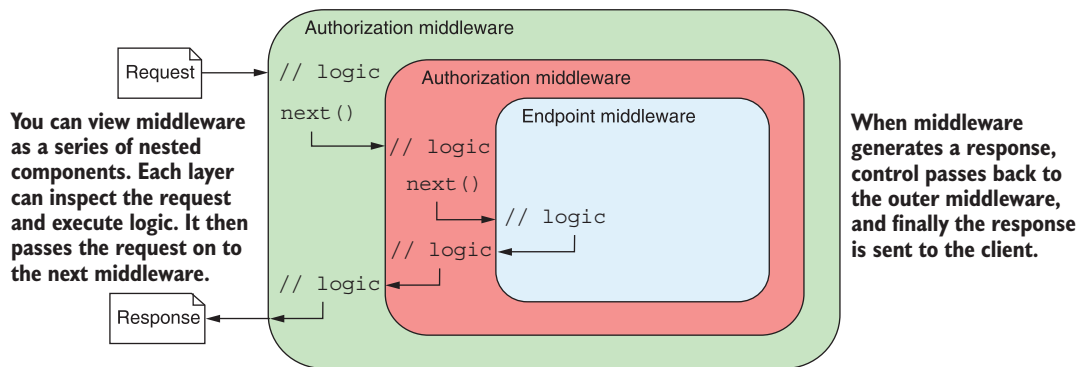 Authorization middleware
Request
// logic
Authorization middleware
next()
Endpoint middleware
You can view middleware
as a series of nested
components. Each layer
can inspect the request
and execute logic. It then
passes the request on to
the next middleware.
// logic
next()
// logic
// logic
// logic
Response
When middleware
generates a response,
control passes back to
the outer middleware,
and finally the response
is sent to the client.